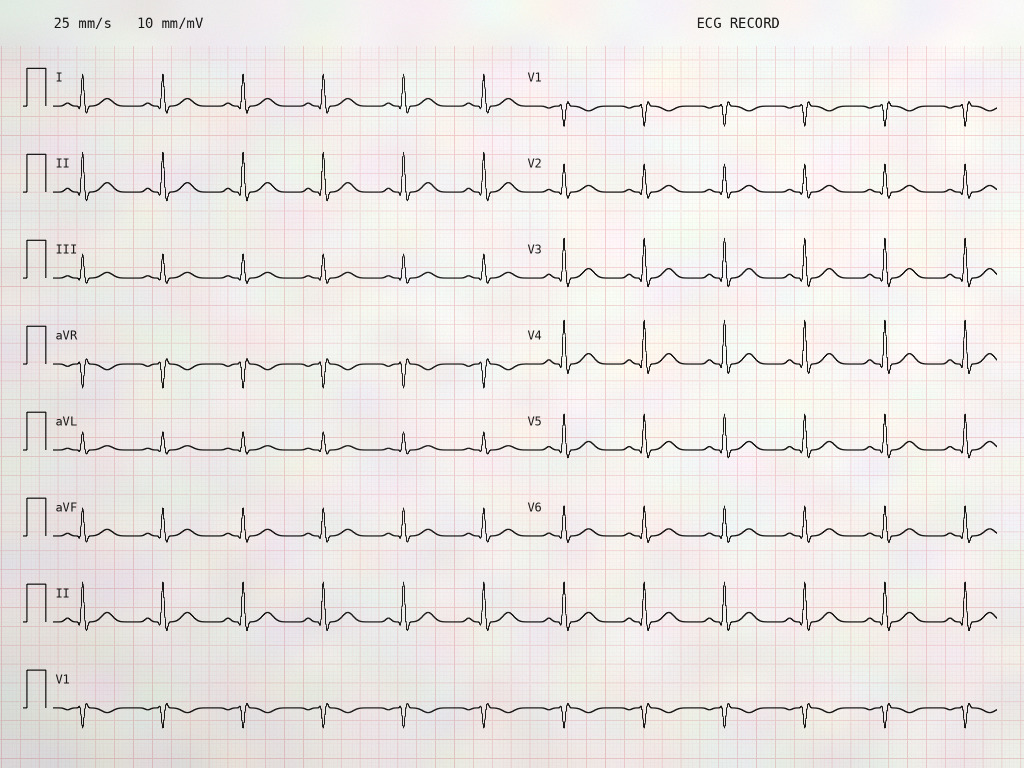 25 mm/s 10 mm/mV ECG RECORD
I V1
II V2
III V3
aVR V4
aVL V5
aVF V6
II
V1